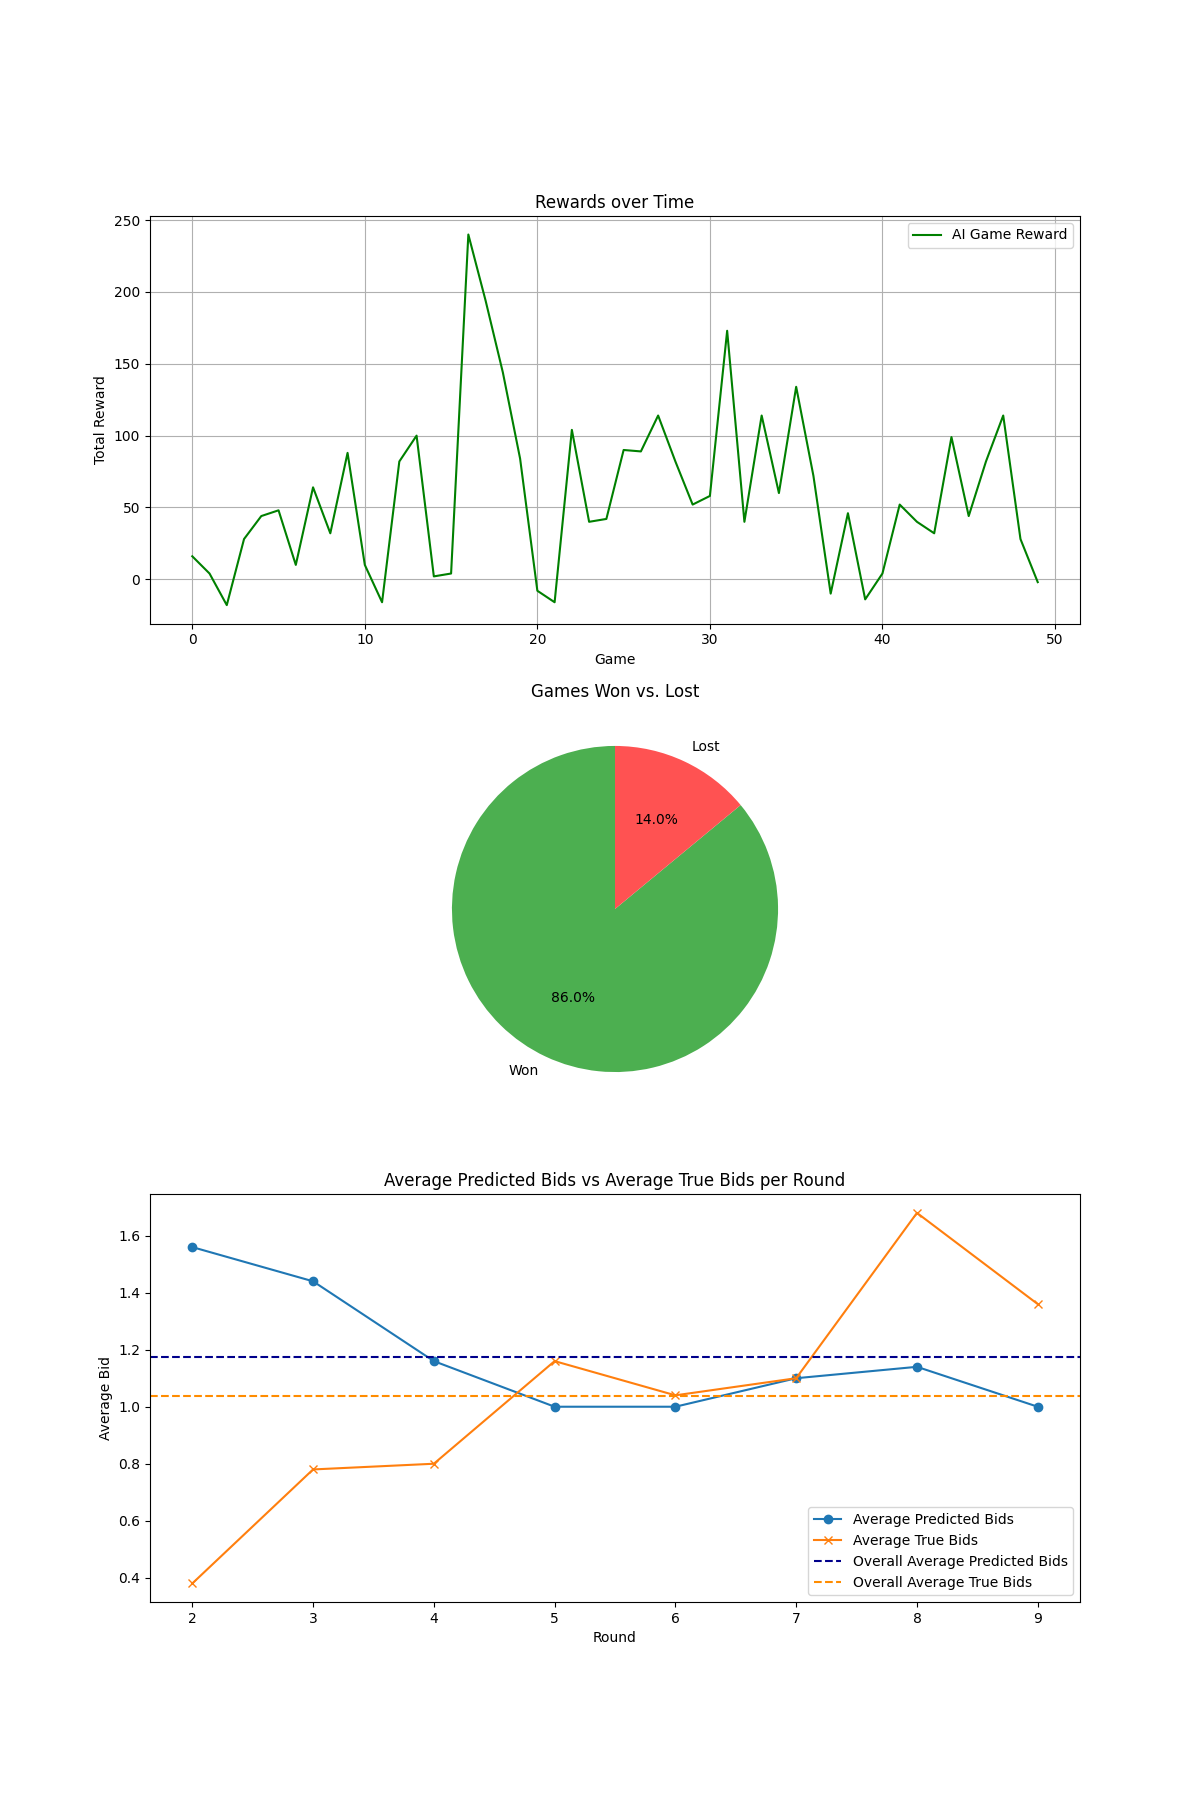 Rewards over Time
250
200
150
100
50
0
Total Reward
AI Game Reward
0 10 20 30 40 50
Game
Games Won vs. Lost
Lost
14.0%
86.0%
Won
Average Predicted Bids vs Average True Bids per Round
1.6
1.4
1.2
1.0
0.8
0.6
0.4
Average Bid
Average Predicted Bids
Average True Bids
Overall Average Predicted Bids
Overall Average True Bids
2 3 4 5 6 7 8 9
Round